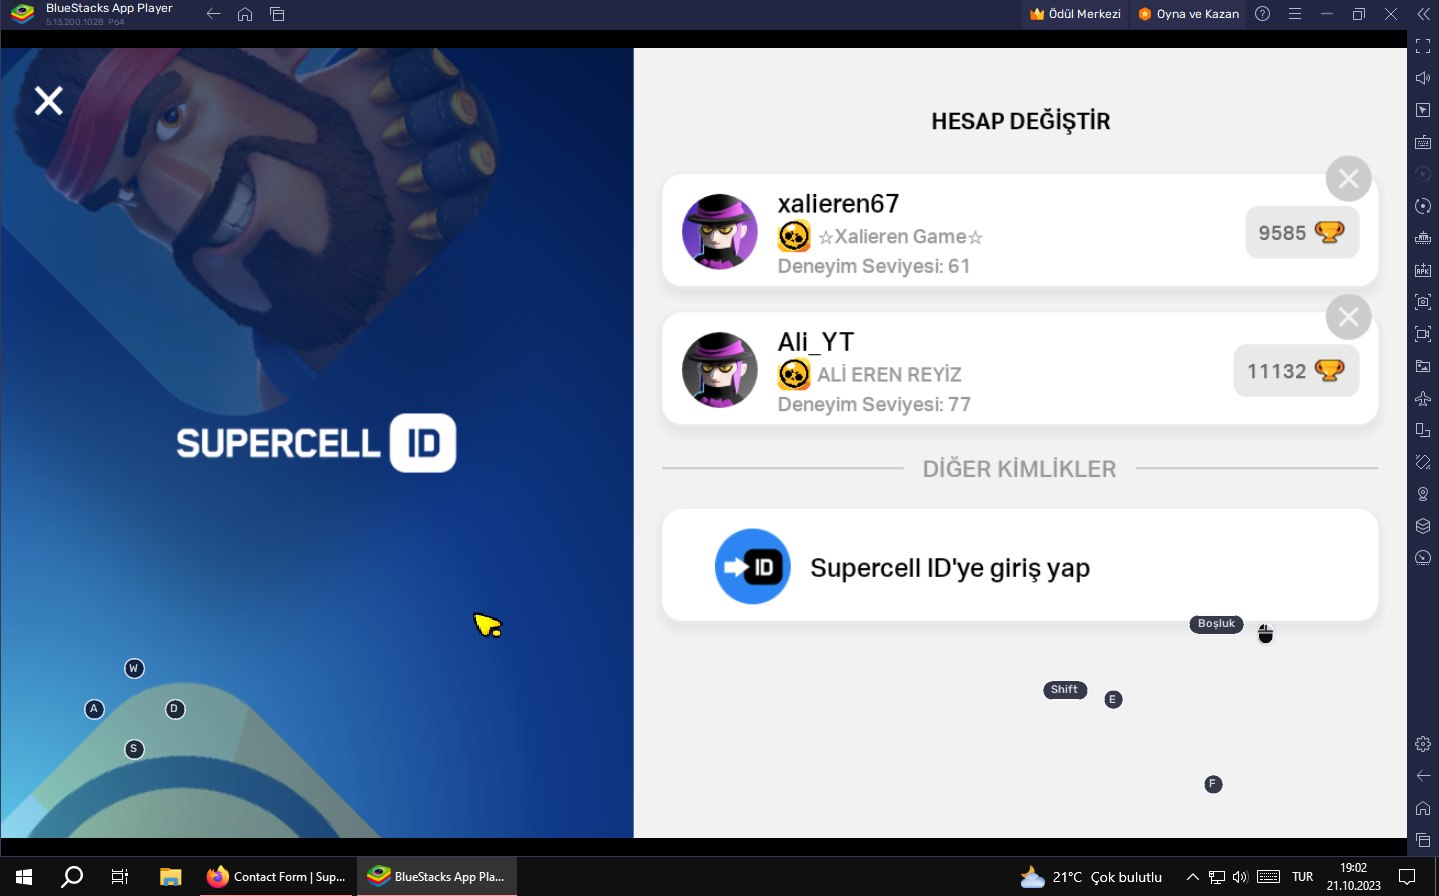 BlueStacks App Player
5.13.200.1028 P64
Ödül Merkezi
Oyna ve Kazan
HESAP DEĞİŞTİR
xalieren67
☆Xalieren Game☆
Deneyim Seviyesi: 61
9585
Ali_YT
ALİ EREN REYİZ
Deneyim Seviyesi: 77
11132
SUPERCELL ID
DİĞER KİMLİKLER
ID
Supercell ID'ye giriş yap
Boşluk
Shift
E
F
W
A
D
S
APK
Contact Form | Sup...
BlueStacks App Pla...
21°C Çok bulutlu
TUR
19:02
21.10.2023